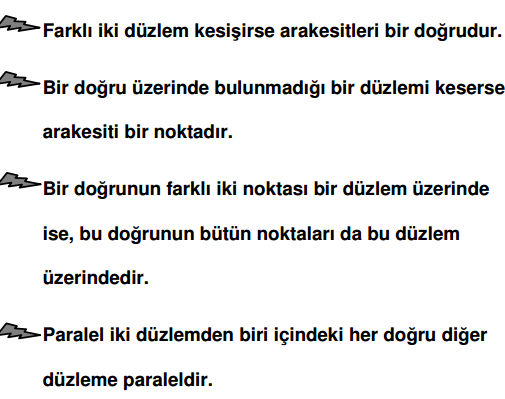 Farklı iki düzlem kesişirse arakesitleri bir doğrudur.
Bir doğru üzerinde bulunmadığı bir düzlemi keserse
arakesiti bir noktadır.
Bir doğrunun farklı iki noktası bir düzlem üzerinde
ise, bu doğrunun bütün noktaları da bu düzlem
üzerindedir.
Paralel iki düzlemden biri içindeki her doğru diğer
düzleme paraleldir.